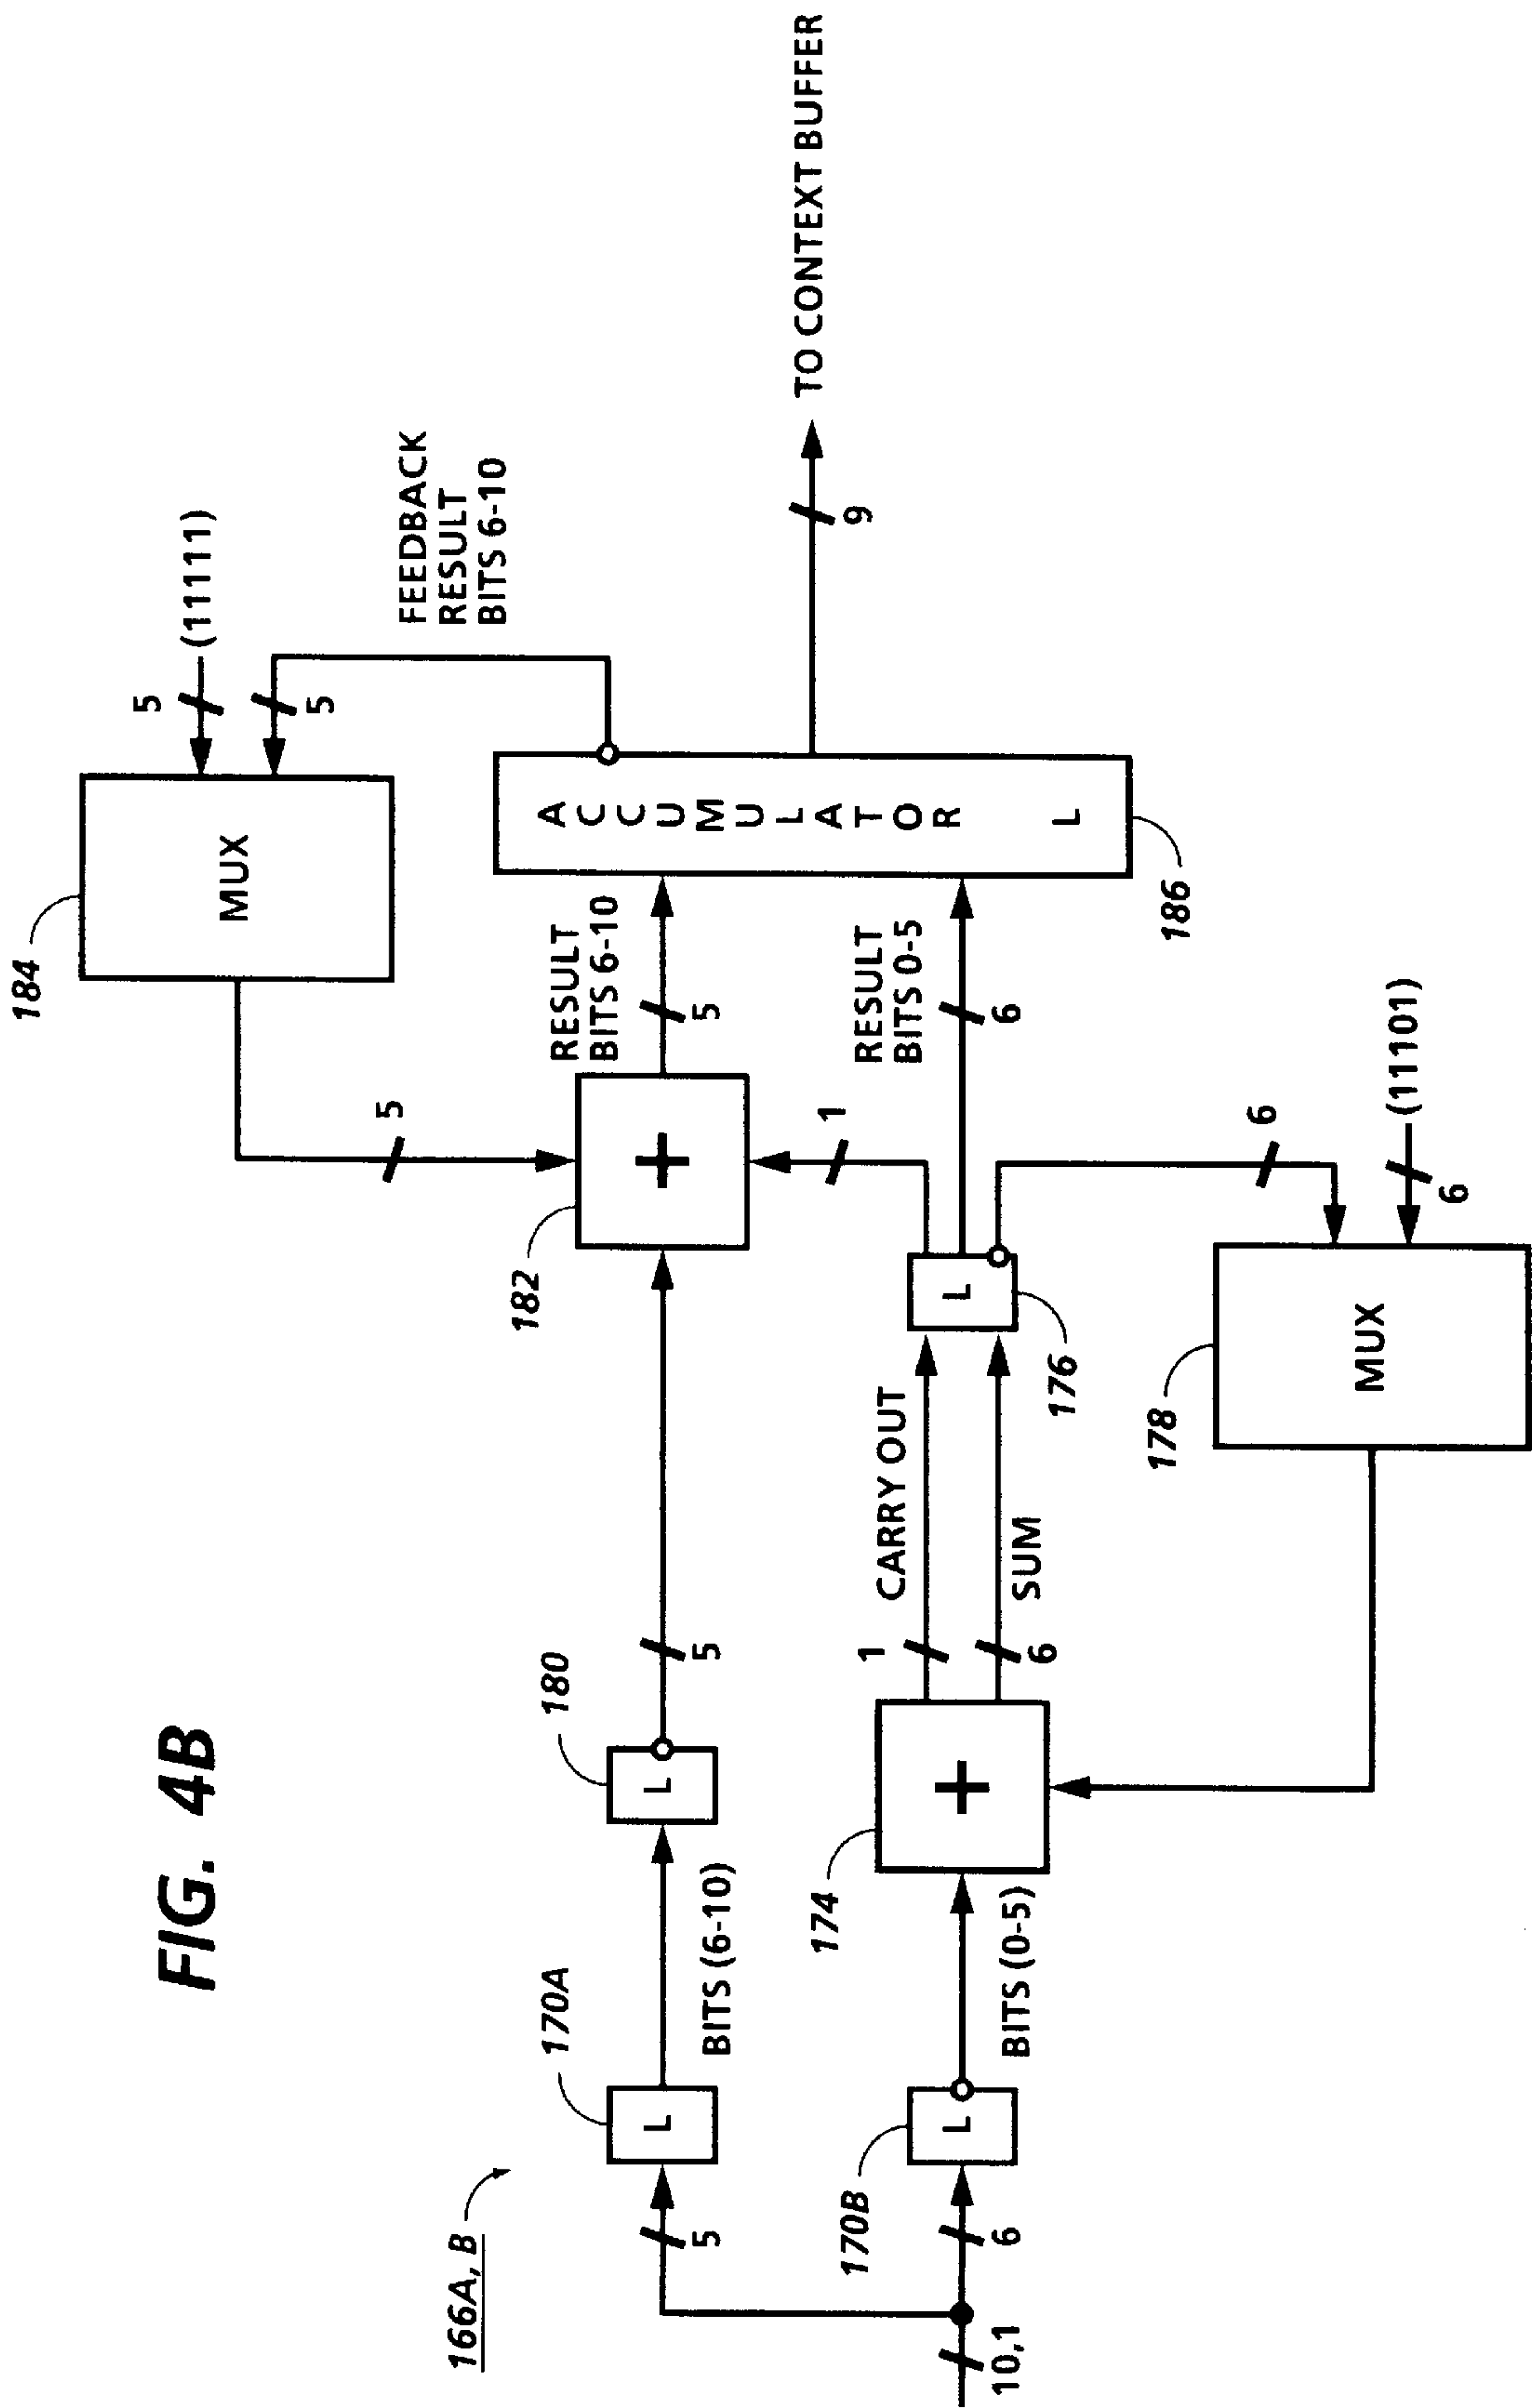 FIG. 4B
166A, B
10,1
5
6
170A
L
170B
L
BITS (6-10)
BITS (0-5)
180
L
5
174
+
1
6
CARRY OUT
SUM
176
L
178
MUX
6
6
(11101)
182
+
5
1
RESULT
BITS 6-10
5
RESULT
BITS 0-5
6
184
MUX
5
(11111)
5
FEEDBACK
RESULT
BITS 6-10
ACCUMULATOR L
186
9
TO CONTEXT BUFFER